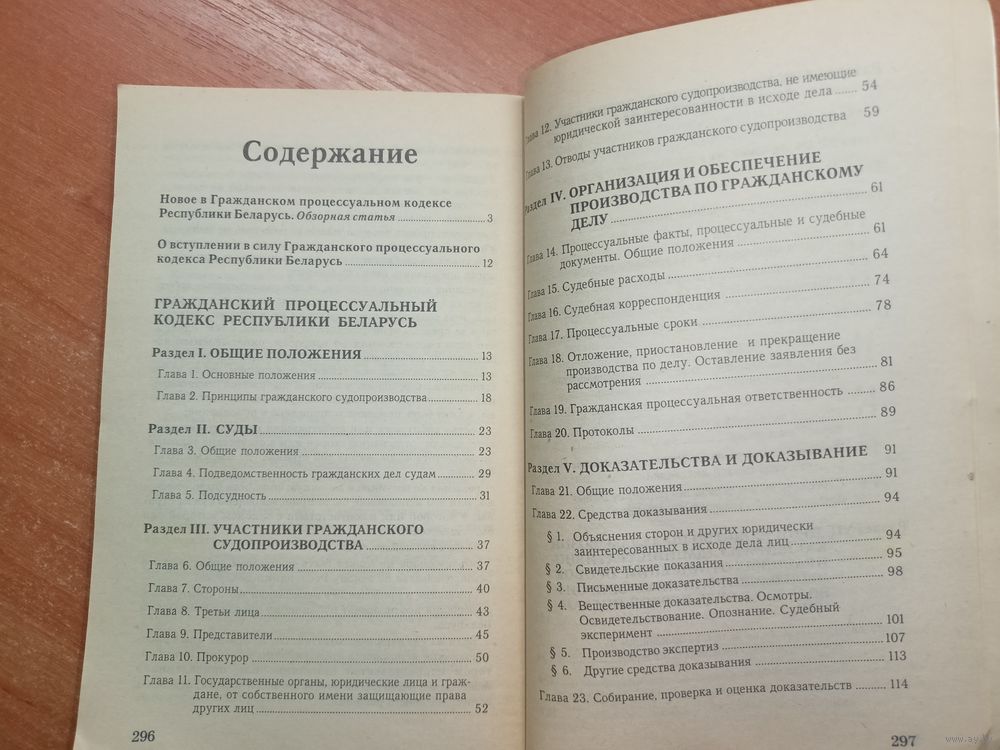 Содержание
Новое в Гражданском процессуальном кодексе
Республики Беларусь. Обзорная статья ........ 3
О вступлении в силу Гражданского процессуального
кодекса Республики Беларусь ........ 12
ГРАЖДАНСКИЙ ПРОЦЕССУАЛЬНЫЙ
КОДЕКС РЕСПУБЛИКИ БЕЛАРУСЬ
Раздел I. ОБЩИЕ ПОЛОЖЕНИЯ ........ 13
Глава 1. Основные положения ........ 13
Глава 2. Принципы гражданского судопроизводства ........ 18
Раздел II. СУДЫ ........ 23
Глава 3. Общие положения ........ 23
Глава 4. Подведомственность гражданских дел судам ........ 29
Глава 5. Подсудность ........ 31
Раздел III. УЧАСТНИКИ ГРАЖДАНСКОГО
СУДОПРОИЗВОДСТВА ........ 37
Глава 6. Общие положения ........ 37
Глава 7. Стороны ........ 40
Глава 8. Третьи лица ........ 43
Глава 9. Представители ........ 45
Глава 10. Прокурор ........ 50
Глава 11. Государственные органы, юридические лица и граж-
дане, от собственного имени защищающие права
других лиц ........ 52
296
Глава 12. Участники гражданского судопроизводства, не имеющие
юридической заинтересованности в исходе дела ...... 54
Глава 13. Отводы участников гражданского судопроизводства 59
Раздел IV. ОРГАНИЗАЦИЯ И ОБЕСПЕЧЕНИЕ
ПРОИЗВОДСТВА ПО ГРАЖДАНСКОМУ
ДЕЛУ ........ 61
Глава 14. Процессуальные факты, процессуальные и судебные
документы. Общие положения ........ 61
Глава 15. Судебные расходы ........ 64
Глава 16. Судебная корреспонденция ........ 74
Глава 17. Процессуальные сроки ........ 78
Глава 18. Отложение, приостановление и прекращение
производства по делу. Оставление заявления без
рассмотрения ........ 81
Глава 19. Гражданская процессуальная ответственность ........ 86
Глава 20. Протоколы ........ 89
Раздел V. ДОКАЗАТЕЛЬСТВА И ДОКАЗЫВАНИЕ 91
Глава 21. Общие положения ........ 91
Глава 22. Средства доказывания ........ 94
§ 1. Объяснения сторон и других юридически
заинтересованных в исходе дела лиц ........ 94
§ 2. Свидетельские показания ........ 95
§ 3. Письменные доказательства ........ 98
§ 4. Вещественные доказательства. Осмотры.
Освидетельствование. Опознание. Судебный
эксперимент ........ 101
§ 5. Производство экспертиз ........ 107
§ 6. Другие средства доказывания ........ 113
Глава 23. Собирание, проверка и оценка доказательств ........ 114
297